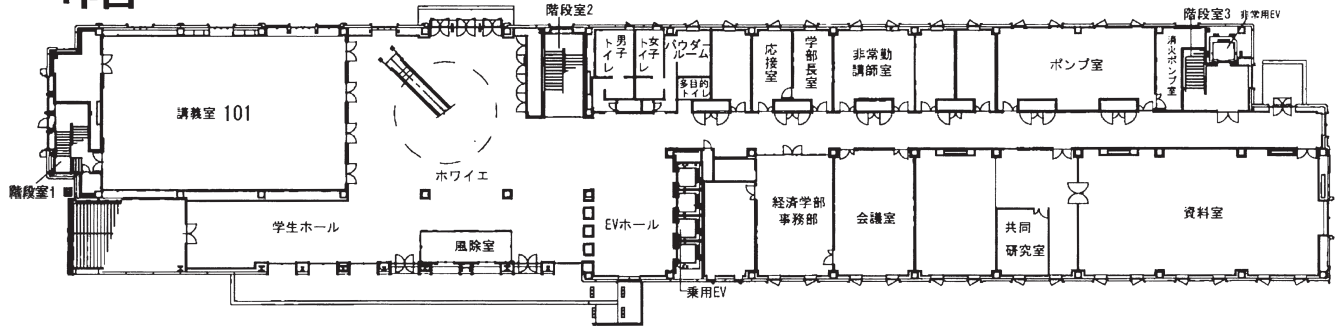 階段室2
階段室3 非常用EV
男子
トイレ
女子
トイレ
パウダー
ルーム
多目的
トイレ
応接室
学部長室
非常勤
講師室
ポンプ室
消火ポンプ室
講義室 101
ホワイエ
階段室1
学生ホール
風除室
EVホール
乗用EV
経済学部
事務部
会議室
共同
研究室
資料室